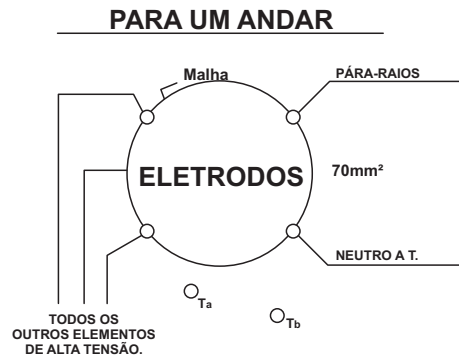 PARA UM ANDAR
Malha
PÁRA-RAIOS
ELETRODOS
70mm²
NEUTRO A T.
Ta
Tb
TODOS OS
OUTROS ELEMENTOS
DE ALTA TENSÃO.